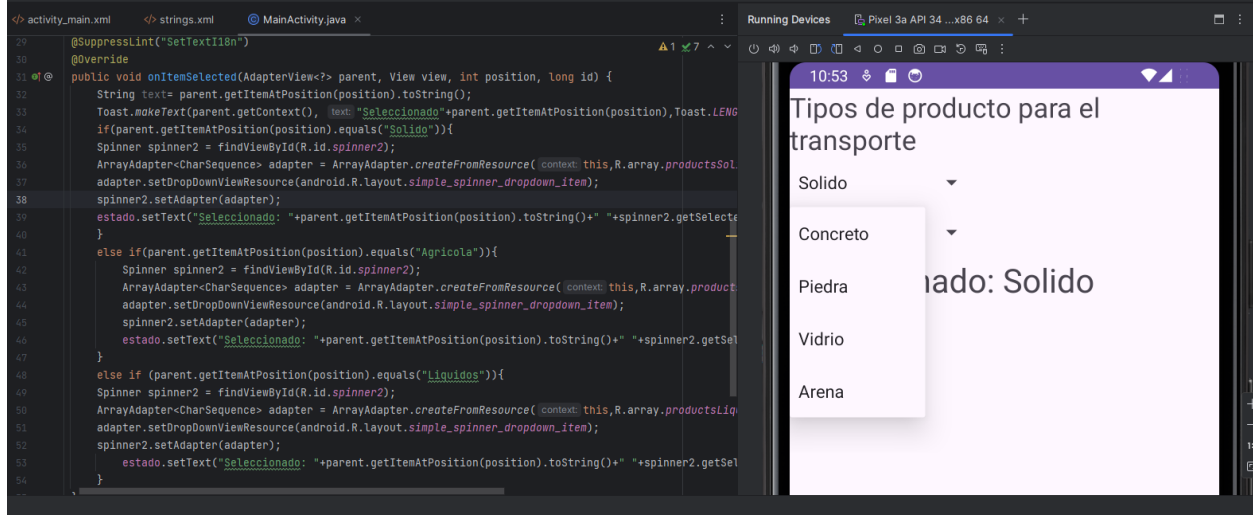 activity_main.xml
strings.xml
MainActivity.java
Running Devices
Pixel 3a API 34 ...x86 64
29 @SuppressLint("SetTextI18n")
1 7
30 @Override
31 public void onItemSelected(AdapterView<?> parent, View view, int position, long id) {
32 String text= parent.getItemAtPosition(position).toString();
33 Toast.makeText(parent.getContext(), text: "Seleccionado"+parent.getItemAtPosition(position),Toast.LENG
34 if(parent.getItemAtPosition(position).equals("Solido")){
35 Spinner spinner2 = findViewById(R.id.spinner2);
36 ArrayAdapter<CharSequence> adapter = ArrayAdapter.createFromResource( context: this,R.array.productsSol
37 adapter.setDropDownViewResource(android.R.layout.simple_spinner_dropdown_item);
38 spinner2.setAdapter(adapter);
39 estado.setText("Seleccionado: "+parent.getItemAtPosition(position).toString()+" "+spinner2.getSelecte
40 }
41 else if(parent.getItemAtPosition(position).equals("Agricola")){
42 Spinner spinner2 = findViewById(R.id.spinner2);
43 ArrayAdapter<CharSequence> adapter = ArrayAdapter.createFromResource( context: this,R.array.product
44 adapter.setDropDownViewResource(android.R.layout.simple_spinner_dropdown_item);
45 spinner2.setAdapter(adapter);
46 estado.setText("Seleccionado: "+parent.getItemAtPosition(position).toString()+" "+spinner2.getSel
47 }
48 else if (parent.getItemAtPosition(position).equals("Liquidos")){
49 Spinner spinner2 = findViewById(R.id.spinner2);
50 ArrayAdapter<CharSequence> adapter = ArrayAdapter.createFromResource( context: this,R.array.productsLiq
51 adapter.setDropDownViewResource(android.R.layout.simple_spinner_dropdown_item);
52 spinner2.setAdapter(adapter);
53 estado.setText("Seleccionado: "+parent.getItemAtPosition(position).toString()+" "+spinner2.getSel
54 }
10:53
Tipos de producto para el
transporte
Solido
Concreto
Piedra
Vidrio
Arena
nado: Solido